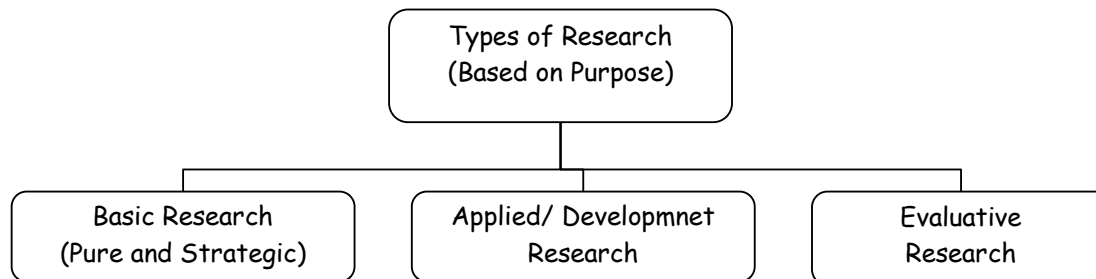 Types of Research
(Based on Purpose)
Basic Research
(Pure and Strategic)
Applied/ Developmnet
Research
Evaluative
Research